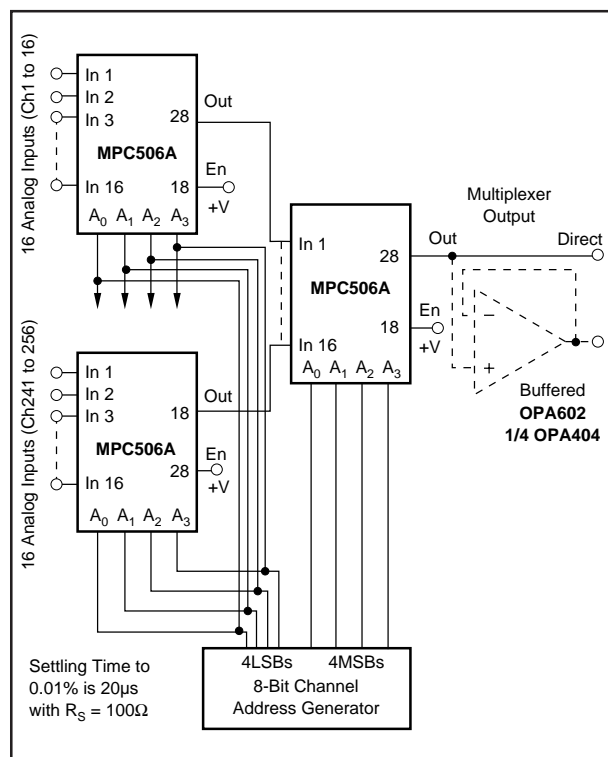 16 Analog Inputs (Ch1 to 16)
In 1
In 2
In 3
In 16
MPC506A
28
18
A0 A1 A2 A3
Out
En
+V
In 1
In 16
MPC506A
28
18
A0 A1 A2 A3
Out
En
+V
Multiplexer
Output
Direct
–
+
Buffered
OPA602
1/4 OPA404
16 Analog Inputs (Ch241 to 256)
In 1
In 2
In 3
In 16
MPC506A
18
28
A0 A1 A2 A3
Out
En
+V
Settling Time to
0.01% is 20µs
with RS = 100Ω
4LSBs 4MSBs
8-Bit Channel
Address Generator